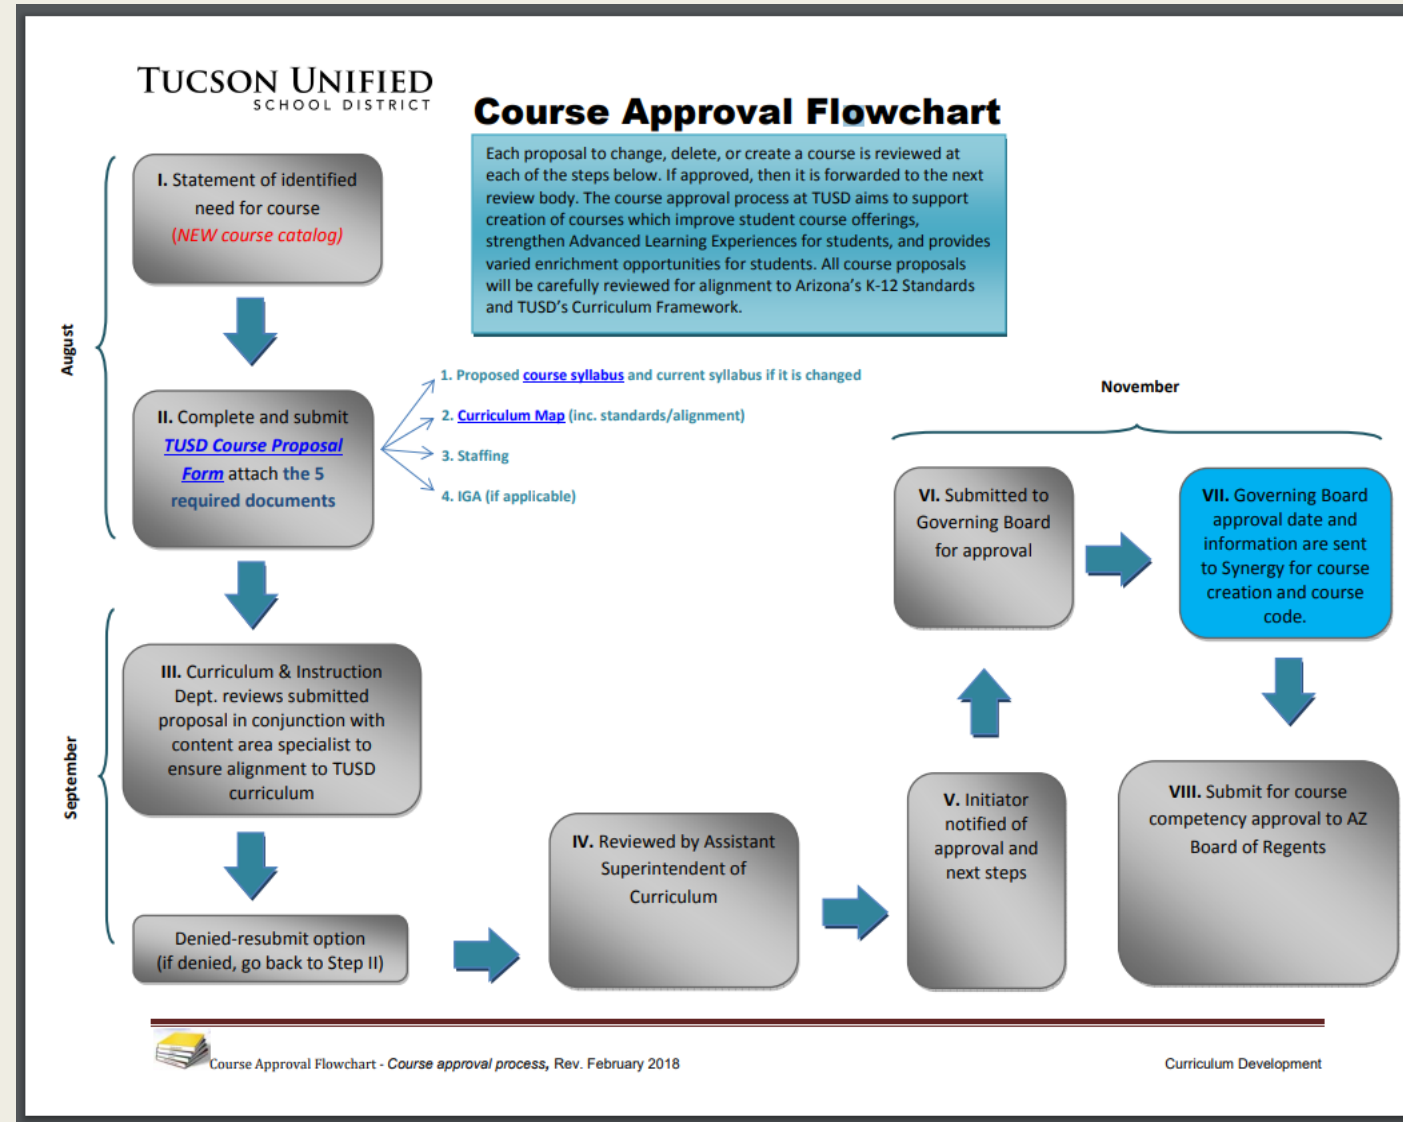 TUCSON UNIFIED
SCHOOL DISTRICT
Course Approval Flowchart
Each proposal to change, delete, or create a course is reviewed at
each of the steps below. If approved, then it is forwarded to the next
review body. The course approval process at TUSD aims to support
creation of courses which improve student course offerings,
strengthen Advanced Learning Experiences for students, and provides
varied enrichment opportunities for students. All course proposals
will be carefully reviewed for alignment to Arizona's K-12 Standards
and TUSD's Curriculum Framework.
August
I. Statement of identified
need for course
(NEW course catalog)
II. Complete and submit
TUSD Course Proposal
Form attach the 5
required documents
1. Proposed course syllabus and current syllabus if it is changed
2. Curriculum Map (inc. standards/alignment)
3. Staffing
4. IGA (if applicable)
September
III. Curriculum & Instruction
Dept. reviews submitted
proposal in conjunction with
content area specialist to
ensure alignment to TUSD
curriculum
Denied-resubmit option
(if denied, go back to Step II)
IV. Reviewed by Assistant
Superintendent of
Curriculum
V. Initiator
notified of
approval and
next steps
November
VI. Submitted to
Governing Board
for approval
VII. Governing Board
approval date and
information are sent
to Synergy for course
creation and course
code.
VIII. Submit for course
competency approval to AZ
Board of Regents
Course Approval Flowchart - Course approval process, Rev. February 2018
Curriculum Development